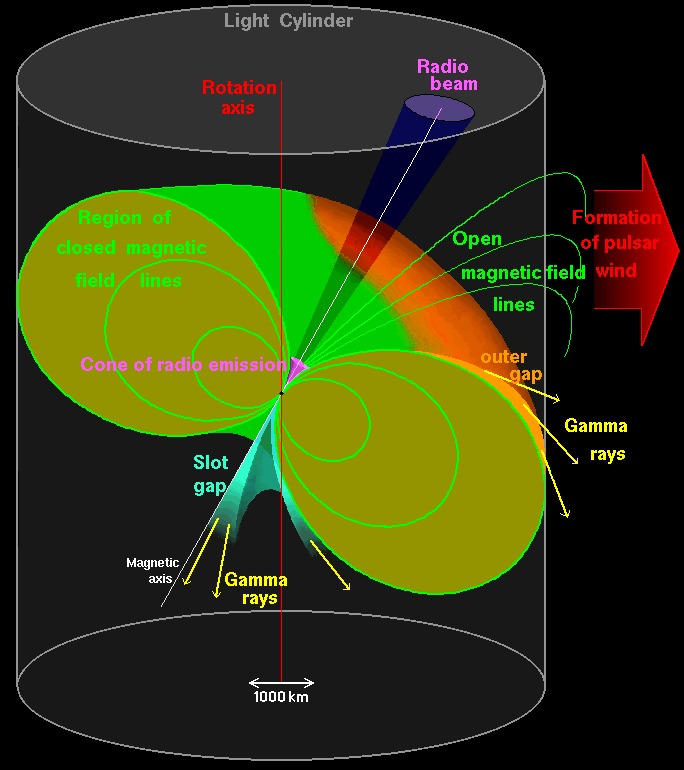 Light Cylinder
Radio
beam
Rotation
axis
Region of
closed magnetic
field lines
Open
magnetic field
lines
Formation
of pulsar
wind
Cone of radio emission
outer
gap
Gamma
rays
Slot
gap
Magnetic
axis
Gamma
rays
1000 km